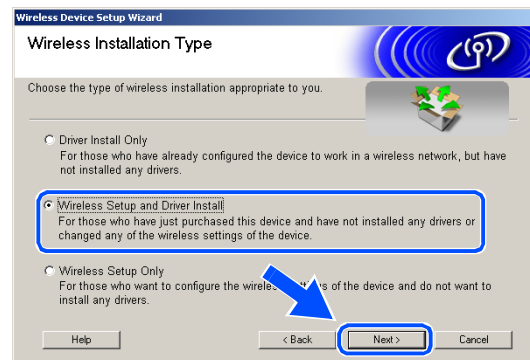 Wireless Device Setup Wizard
Wireless Installation Type
Choose the type of wireless installation appropriate to you.
Driver Install Only
For those who have already configured the device to work in a wireless network, but have
not installed any drivers.
Wireless Setup and Driver Install
For those who have just purchased this device and have not installed any drivers or
changed any of the wireless settings of the device.
Wireless Setup Only
For those who want to configure the wireless of the device and do not want to
install any drivers.
Help
< Back
Next >
Cancel